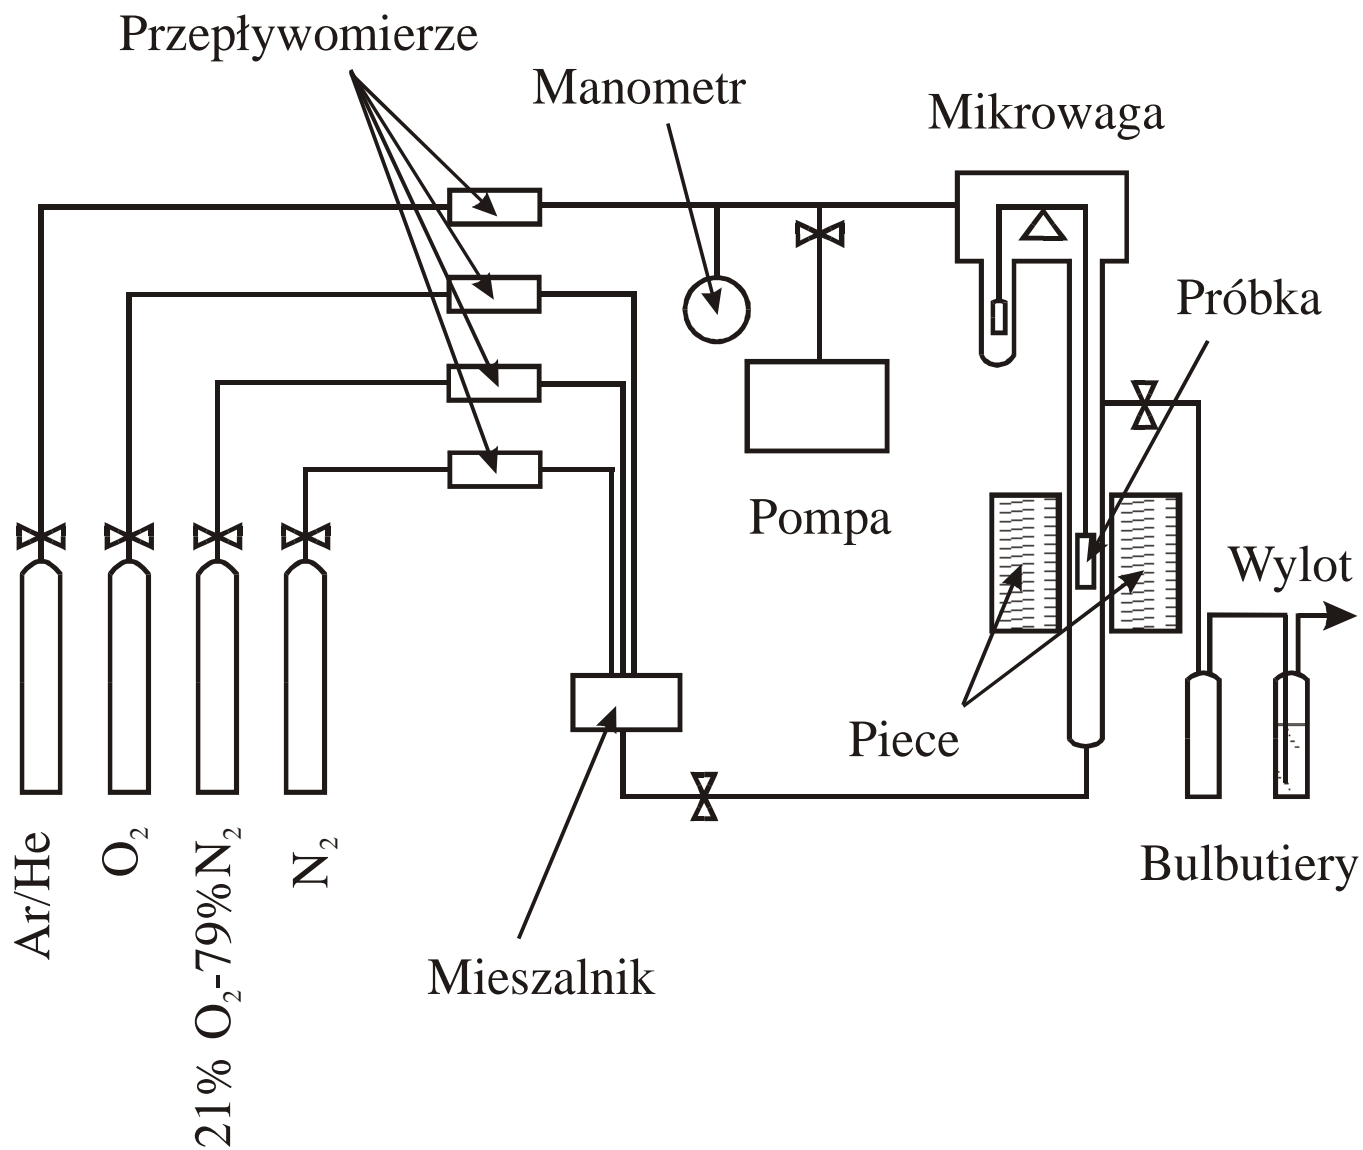 Przepływomierze
Manometr
Mikrowaga
Próbka
Pompa
Wylot
Piece
Ar/He
O₂
21% O₂-79%N₂
N₂
Bulbutiery
Mieszalnik